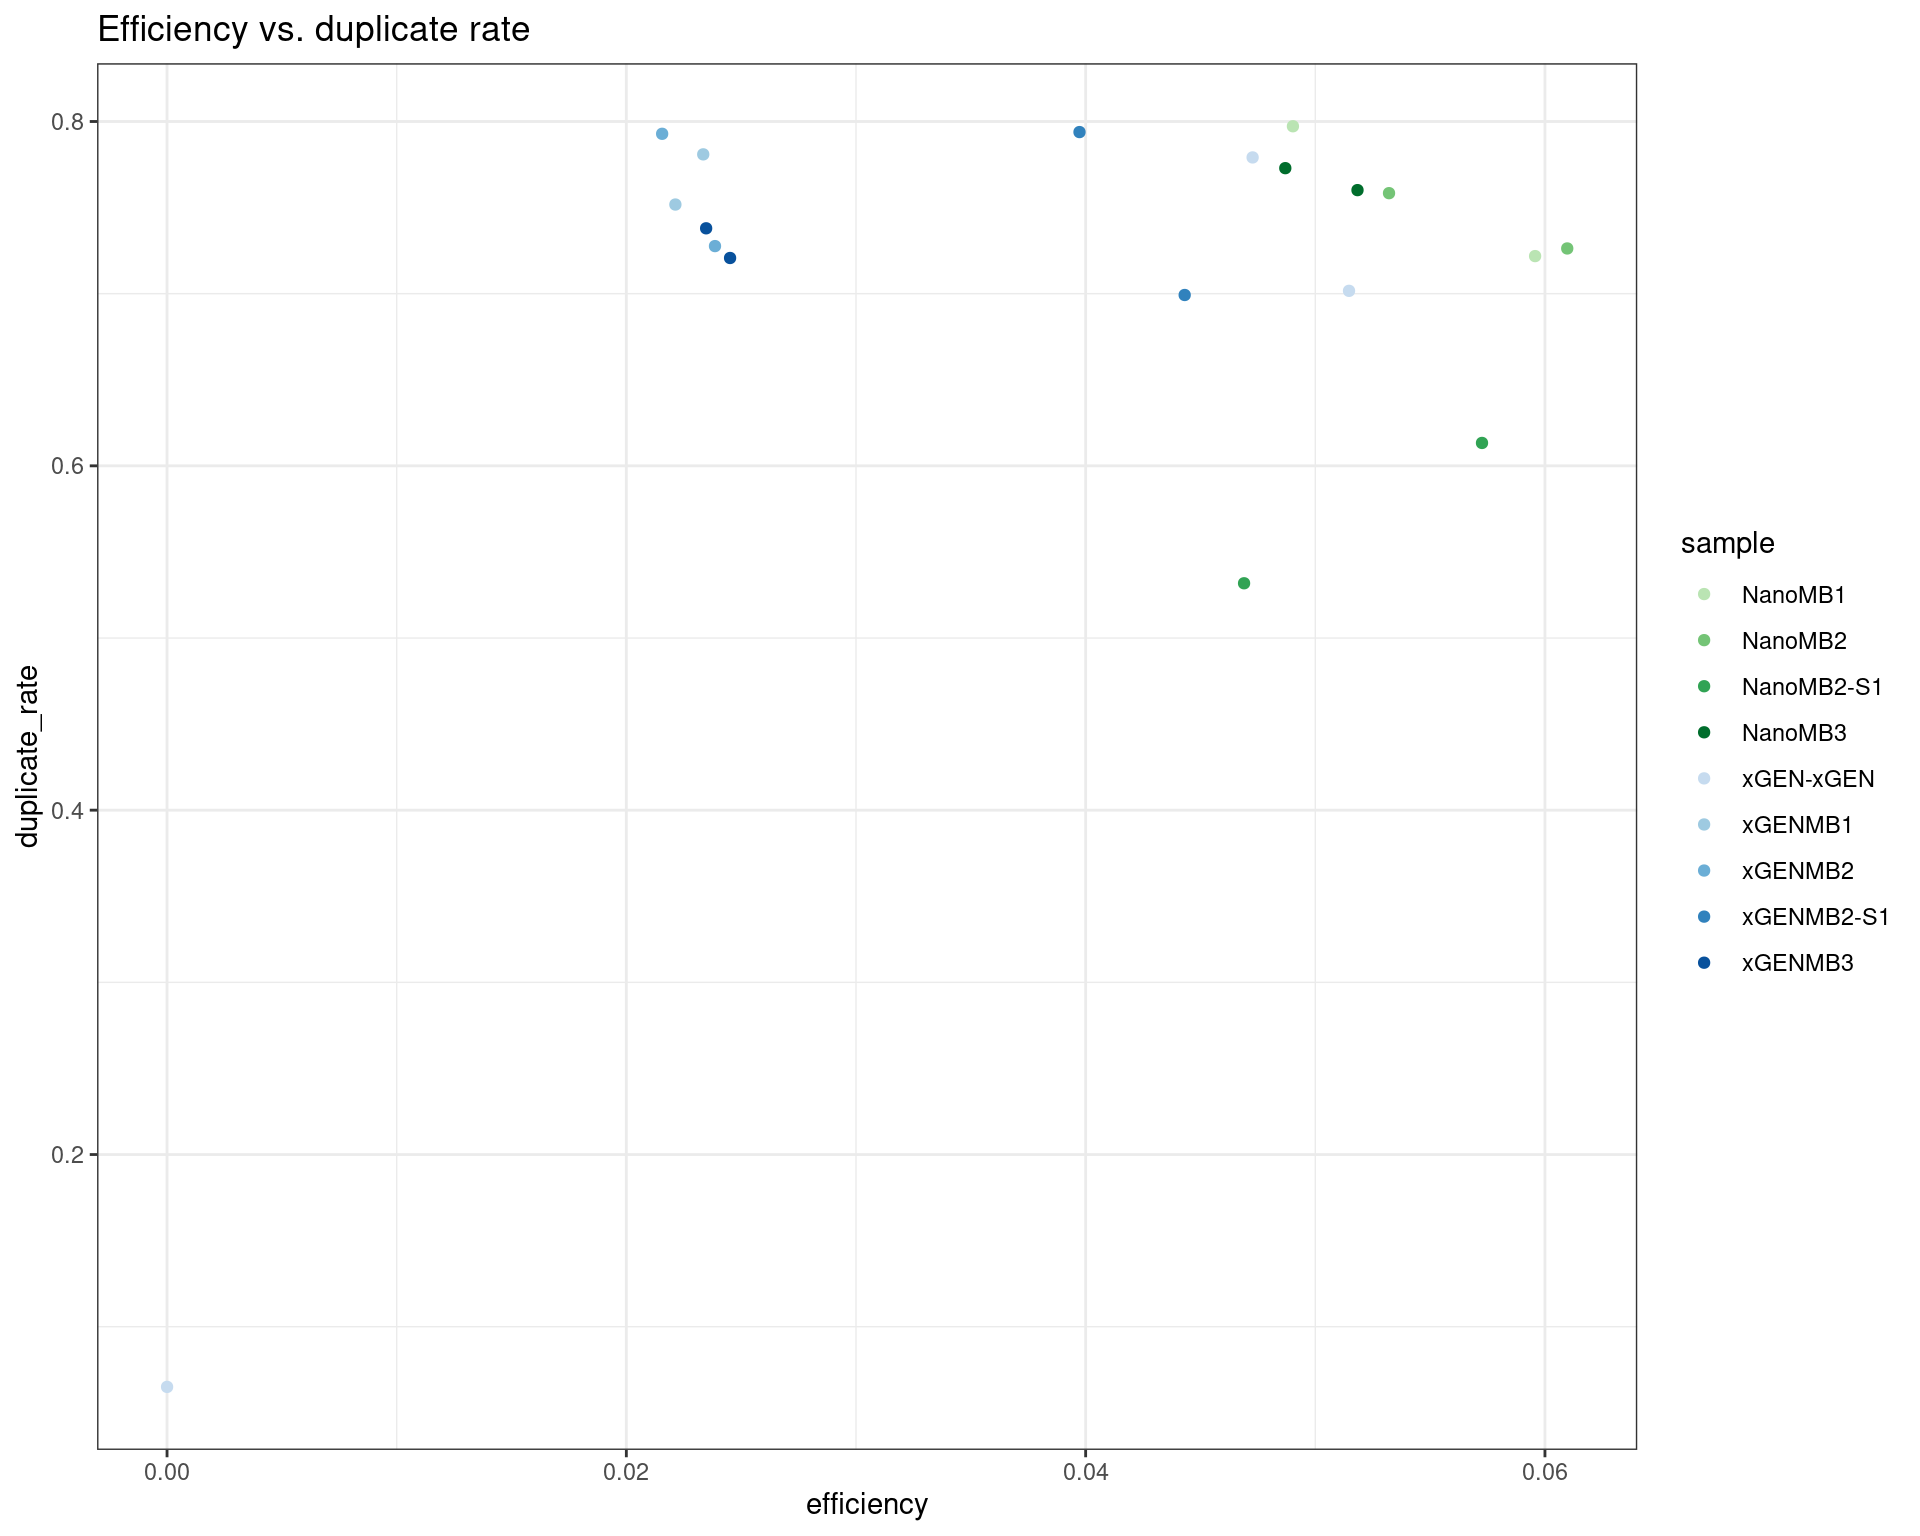 Efficiency vs. duplicate rate
duplicate_rate
0.8
0.6
0.4
0.2
0.00
0.02
0.04
0.06
efficiency
sample
NanoMB1
NanoMB2
NanoMB2-S1
NanoMB3
xGEN-xGEN
xGENMB1
xGENMB2
xGENMB2-S1
xGENMB3